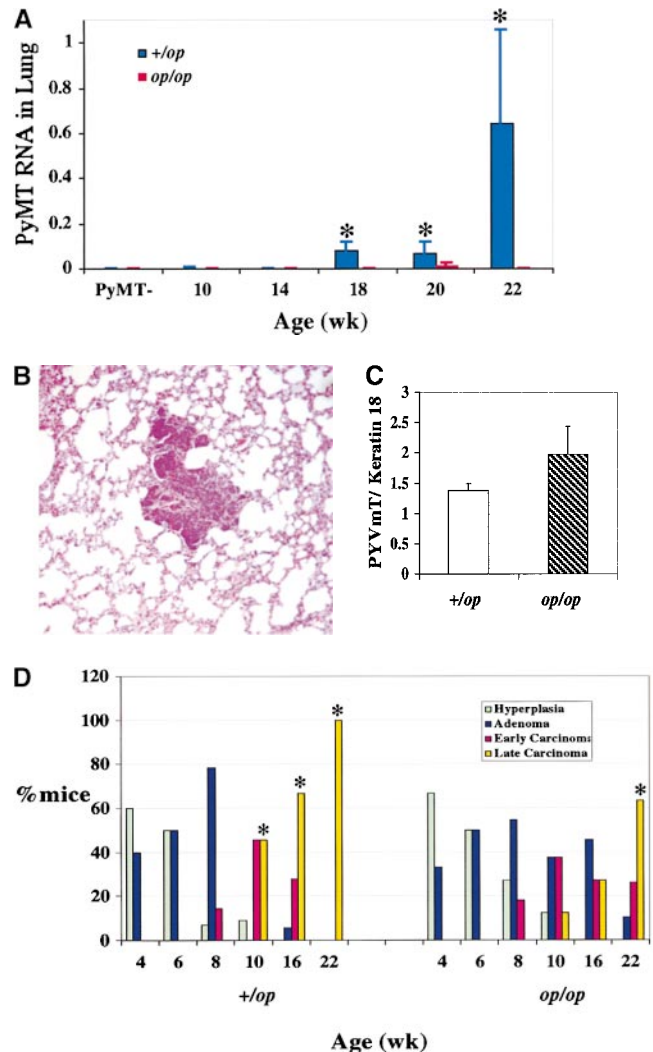 A
PyMT RNA in Lung
1
0.8
0.6
0.4
0.2
0
+/op
op/op
*
*
*
PyMT- 10 14 18 20 22
Age (wk)
B
C
PYVmT/ Keratin 18
3
2.5
2
1.5
1
0.5
0
+/op op/op
D
% mice
120
100
80
60
40
20
0
Hyperplasia
Adenoma
Early Carcinoma
Late Carcinoma
*
*
*
*
4 6 8 10 16 22 4 6 8 10 16 22
+/op op/op
Age (wk)